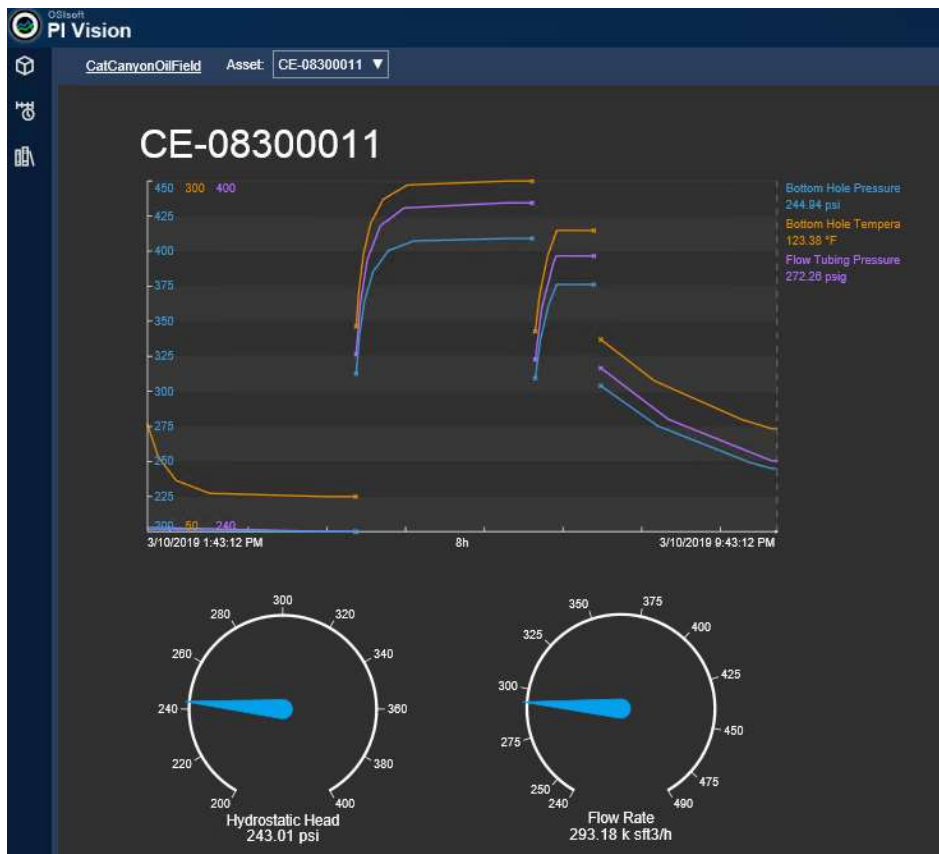 OSIsoft
PI Vision
CatCanyonOilField Asset: CE-08300011 ▼
CE-08300011
450 300 400
425
400
375
350
325
300
275
250
225
200 50 240
3/10/2019 1:43:12 PM 8h 3/10/2019 9:43:12 PM
Bottom Hole Pressure
244.94 psi
Bottom Hole Tempera
123.38 °F
Flow Tubing Pressure
272.26 psig
200
220
240
260
280
300
320
340
360
380
400
Hydrostatic Head
243.01 psi
240
250
275
300
325
350
375
400
425
450
475
490
Flow Rate
293.18 k sft3/h